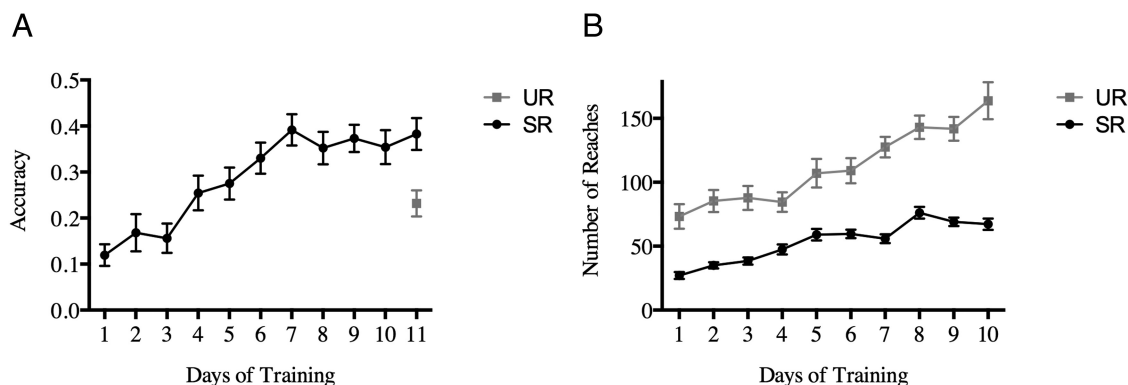 A
B
0.5
0.4
0.3
0.2
0.1
0.0
Accuracy
1 2 3 4 5 6 7 8 9 10 11
Days of Training
UR
SR
150
100
50
0
Number of Reaches
1 2 3 4 5 6 7 8 9 10
Days of Training
UR
SR